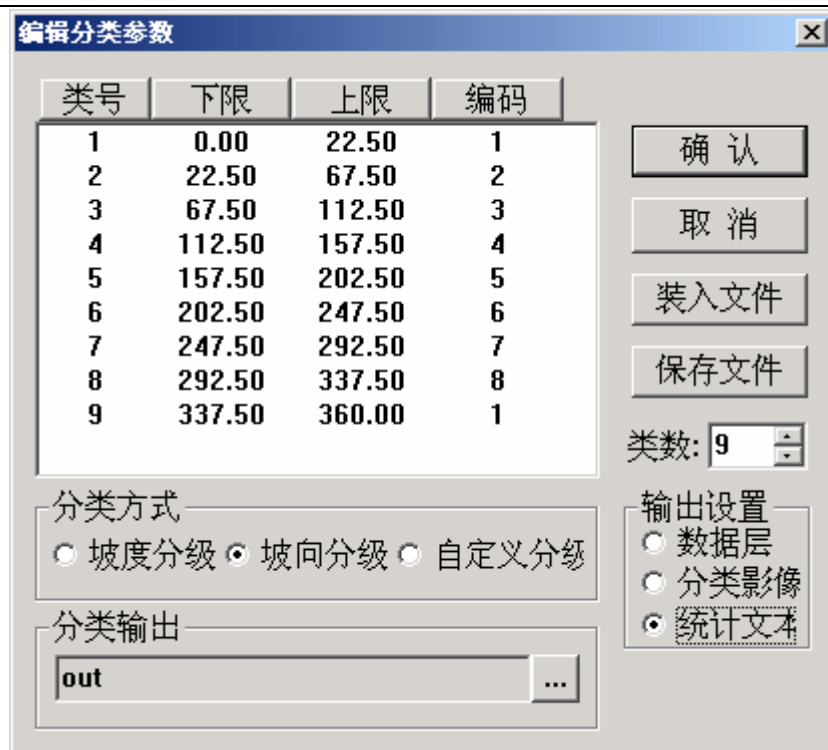 编辑分类参数
类号 下限 上限 编码
1 0.00 22.50 1
2 22.50 67.50 2
3 67.50 112.50 3
4 112.50 157.50 4
5 157.50 202.50 5
6 202.50 247.50 6
7 247.50 292.50 7
8 292.50 337.50 8
9 337.50 360.00 1
确认
取消
装入文件
保存文件
类数: 9
分类方式
坡度分级 坡向分级 自定义分级
输出设置
数据层
分类影像
统计文本
分类输出
out ...